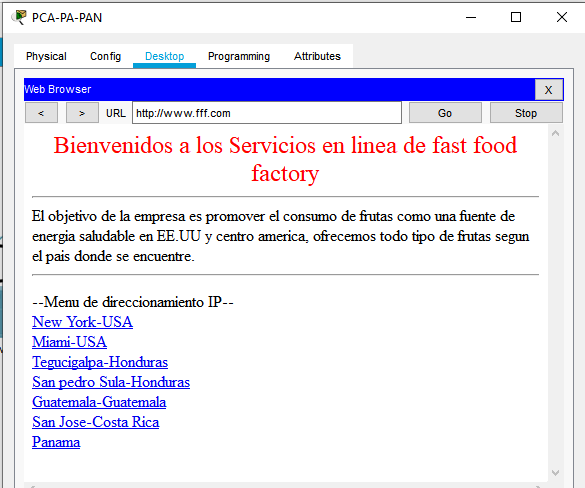 PCA-PA-PAN
Physical Config Desktop Programming Attributes
Web Browser X
< > URL http://www.fff.com Go Stop
Bienvenidos a los Servicios en linea de fast food
factory
El objetivo de la empresa es promover el consumo de frutas como una fuente de
energia saludable en EE.UU y centro america, ofrecemos todo tipo de frutas segun
el pais donde se encuentre.
--Menu de direccionamiento IP--
New York-USA
Miami-USA
Tegucigalpa-Honduras
San pedro Sula-Honduras
Guatemala-Guatemala
San Jose-Costa Rica
Panama